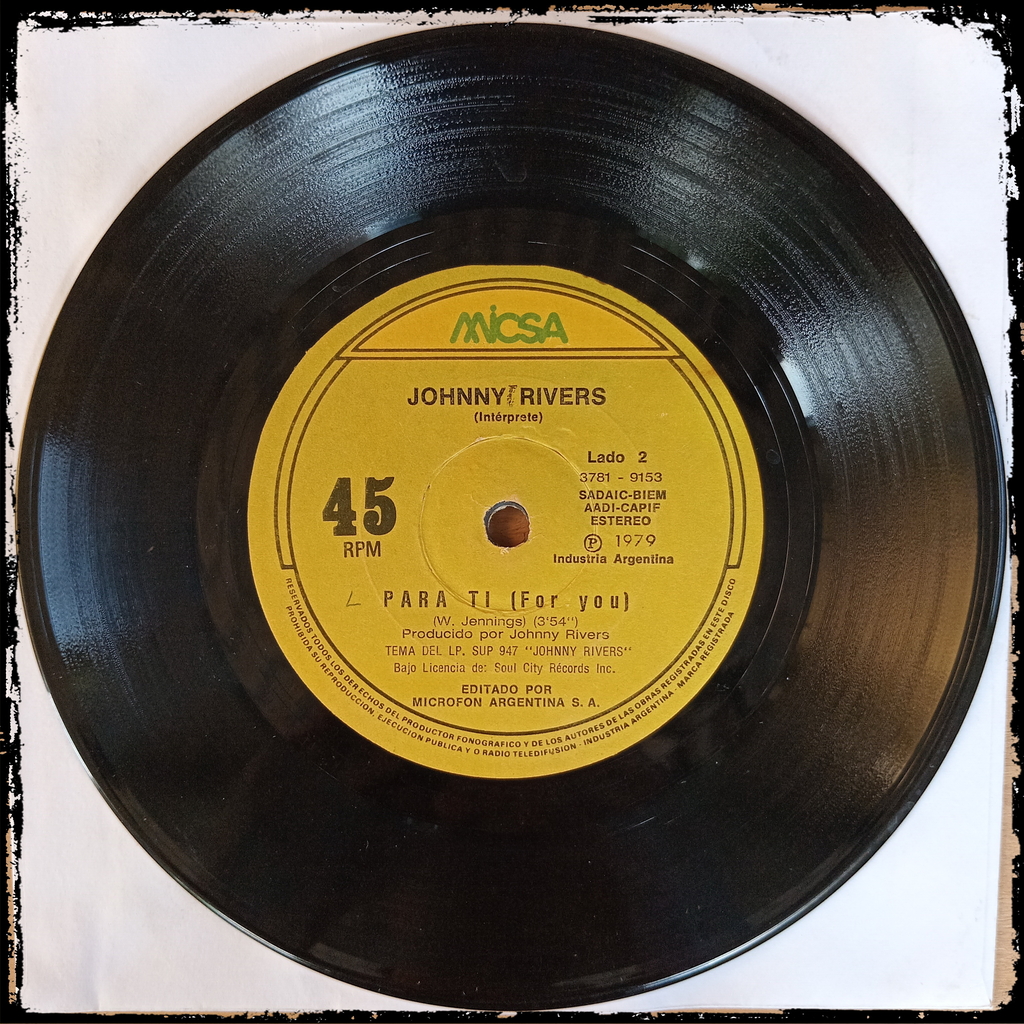 MICSA
JOHNNY RIVERS
(Intérprete)
Lado 2
3781 - 9153
SADAIC-BIEM
AADI-CAPIF
ESTEREO
Ⓟ 1979
Industria Argentina
45
RPM
PARA TI (For you)
(W. Jennings) (3'54")
Producido por Johnny Rivers
TEMA DEL LP. SUP 947 "JOHNNY RIVERS"
Bajo Licencia de: Soul City Récords Inc.
EDITADO POR
MICROFON ARGENTINA S. A.
RESERVADOS TODOS LOS DERECHOS DEL PRODUCTOR FONOGRAFICO Y DE LOS AUTORES DE LAS OBRAS REGISTRADAS EN ESTE DISCO
PROHIBIDA SU REPRODUCCION, EJECUCION PUBLICA Y O RADIO TELEDIFUSION - INDUSTRIA ARGENTINA - MARCA REGISTRADA